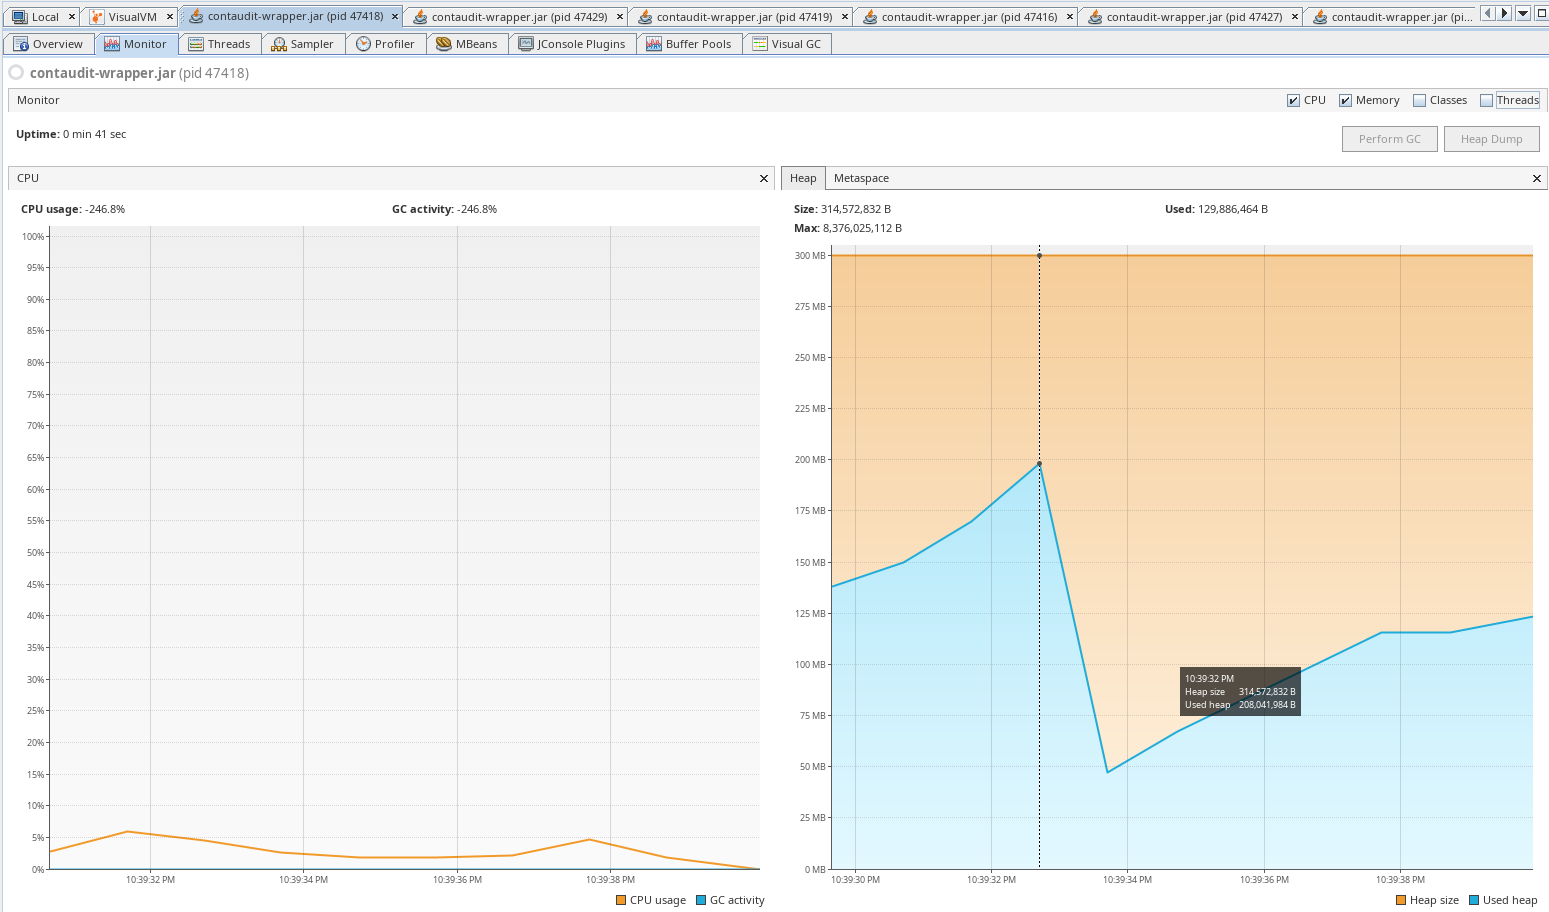 Local × VisualVM × contaudit-wrapper.jar (pid 47418) × contaudit-wrapper.jar (pid 47429) × contaudit-wrapper.jar (pid 47419) × contaudit-wrapper.jar (pid 47416) × contaudit-wrapper.jar (pid 47427) × contaudit-wrapper.jar (pi...
Overview Monitor Threads Sampler Profiler MBeans JConsole Plugins Buffer Pools Visual GC
contaudit-wrapper.jar (pid 47418)
Monitor CPU Memory Classes Threads
Uptime: 0 min 41 sec
Perform GC Heap Dump
CPU ×
CPU usage: -246.8% GC activity: -246.8%
100%
95%
90%
85%
80%
75%
70%
65%
60%
55%
50%
45%
40%
35%
30%
25%
20%
15%
10%
5%
0%
10:39:32 PM 10:39:34 PM 10:39:36 PM 10:39:38 PM
CPU usage GC activity
Heap Metaspace ×
Size: 314,572,832 B Used: 129,886,464 B
Max: 8,376,025,112 B
300 MB
275 MB
250 MB
225 MB
200 MB
175 MB
150 MB
125 MB
100 MB
75 MB
50 MB
25 MB
0 MB
10:39:32 PM
Heap size 314,572,832 B
Used heap 208,041,984 B
10:39:30 PM 10:39:32 PM 10:39:34 PM 10:39:36 PM 10:39:38 PM
Heap size Used heap